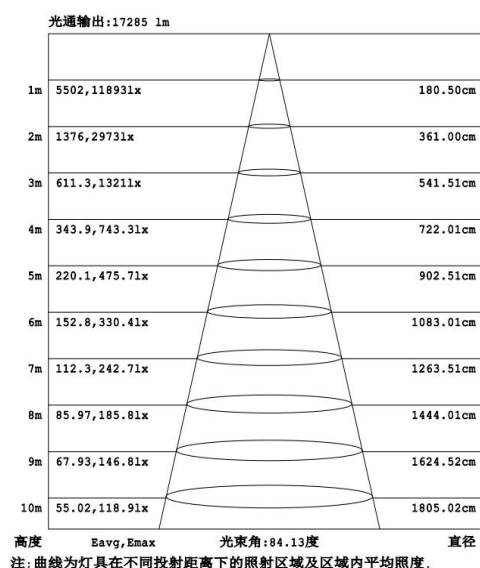 光通输出:17285 lm
1m 5502,11893lx 180.50cm
2m 1376,2973lx 361.00cm
3m 611.3,1321lx 541.51cm
4m 343.9,743.3lx 722.01cm
5m 220.1,475.7lx 902.51cm
6m 152.8,330.4lx 1083.01cm
7m 112.3,242.7lx 1263.51cm
8m 85.97,185.8lx 1444.01cm
9m 67.93,146.8lx 1624.52cm
10m 55.02,118.9lx 1805.02cm
高度 Eavg,Emax 光束角:84.13度 直径
注:曲线为灯具在不同投射距离下的照射区域及区域内平均照度.